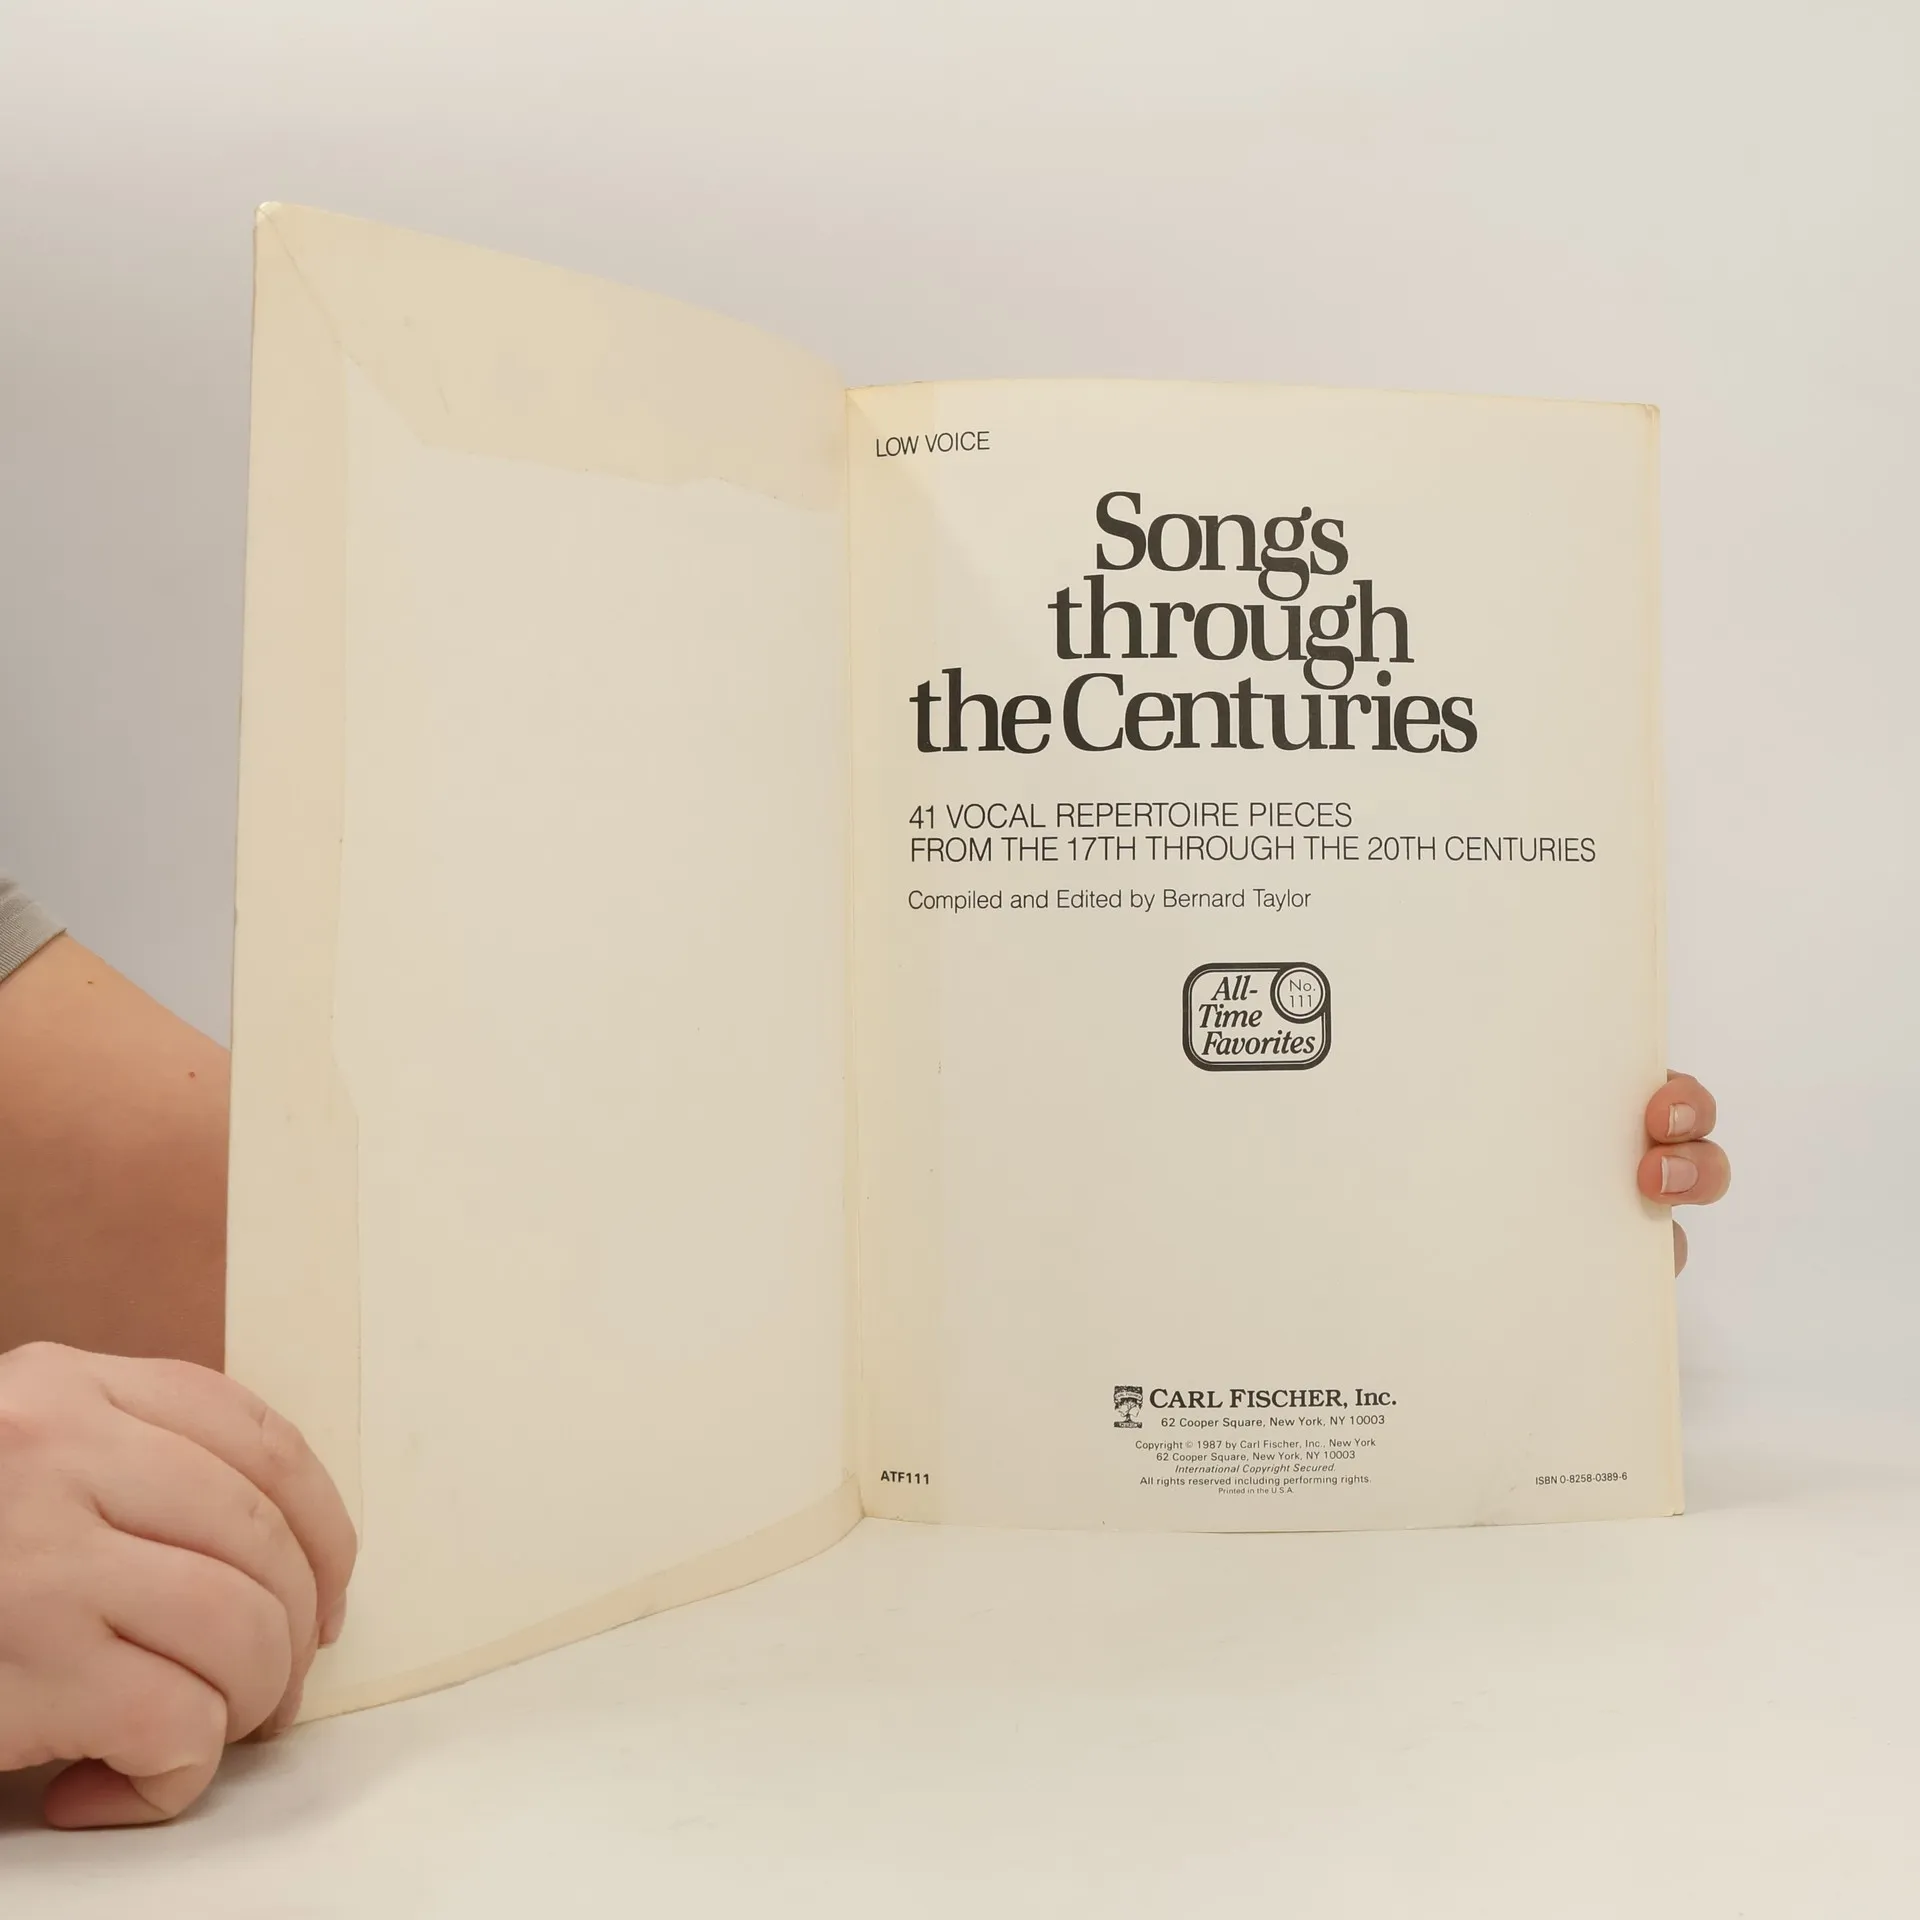 LOW VOICE
Songs
through
the Centuries
41 VOCAL REPERTOIRE PIECES
FROM THE 17TH THROUGH THE 20TH CENTURIES
Compiled and Edited by Bernard Taylor
All-
Time
Favorites
No.
111
CARL FISCHER, Inc.
62 Cooper Square, New York, NY 10003
Copyright © 1987 by Carl Fischer, Inc., New York
62 Cooper Square, New York, NY 10003
International Copyright Secured.
All rights reserved including performing rights.
Printed in the U.S.A.
ATF111
ISBN 0-8258-0389-6